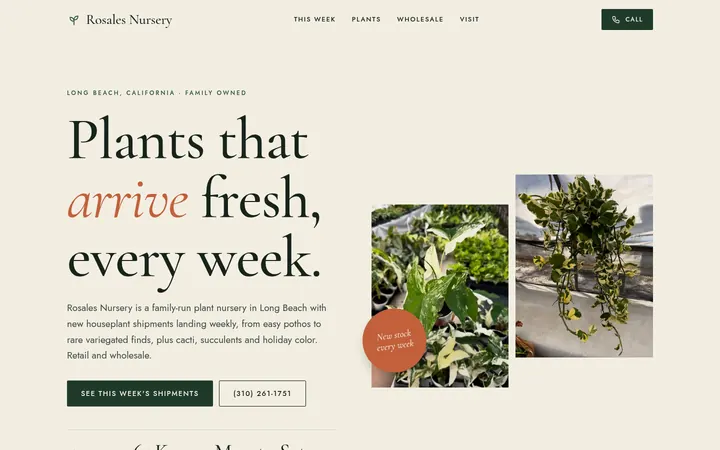 Rosales Nursery
THIS WEEK
PLANTS
WHOLESALE
VISIT
CALL
LONG BEACH, CALIFORNIA · FAMILY OWNED
Plants that
arrive fresh,
every week.
Rosales Nursery is a family-run plant nursery in Long Beach with
new houseplant shipments landing weekly, from easy pothos to
rare variegated finds, plus cacti, succulents and holiday color.
Retail and wholesale.
SEE THIS WEEK'S SHIPMENTS
(310) 261-1751
New stock
every week